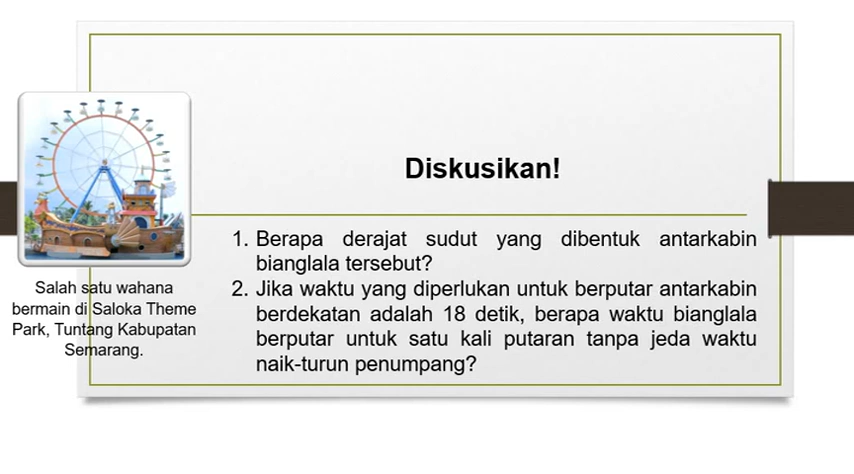 Diskusikan!
1. Berapa derajat sudut yang dibentuk antarkabin
bianglala tersebut?
2. Jika waktu yang diperlukan untuk berputar antarkabin
berdekatan adalah 18 detik, berapa waktu bianglala
berputar untuk satu kali putaran tanpa jeda waktu
naik-turun penumpang?
Salah satu wahana
bermain di Saloka Theme
Park, Tuntang Kabupatan
Semarang.